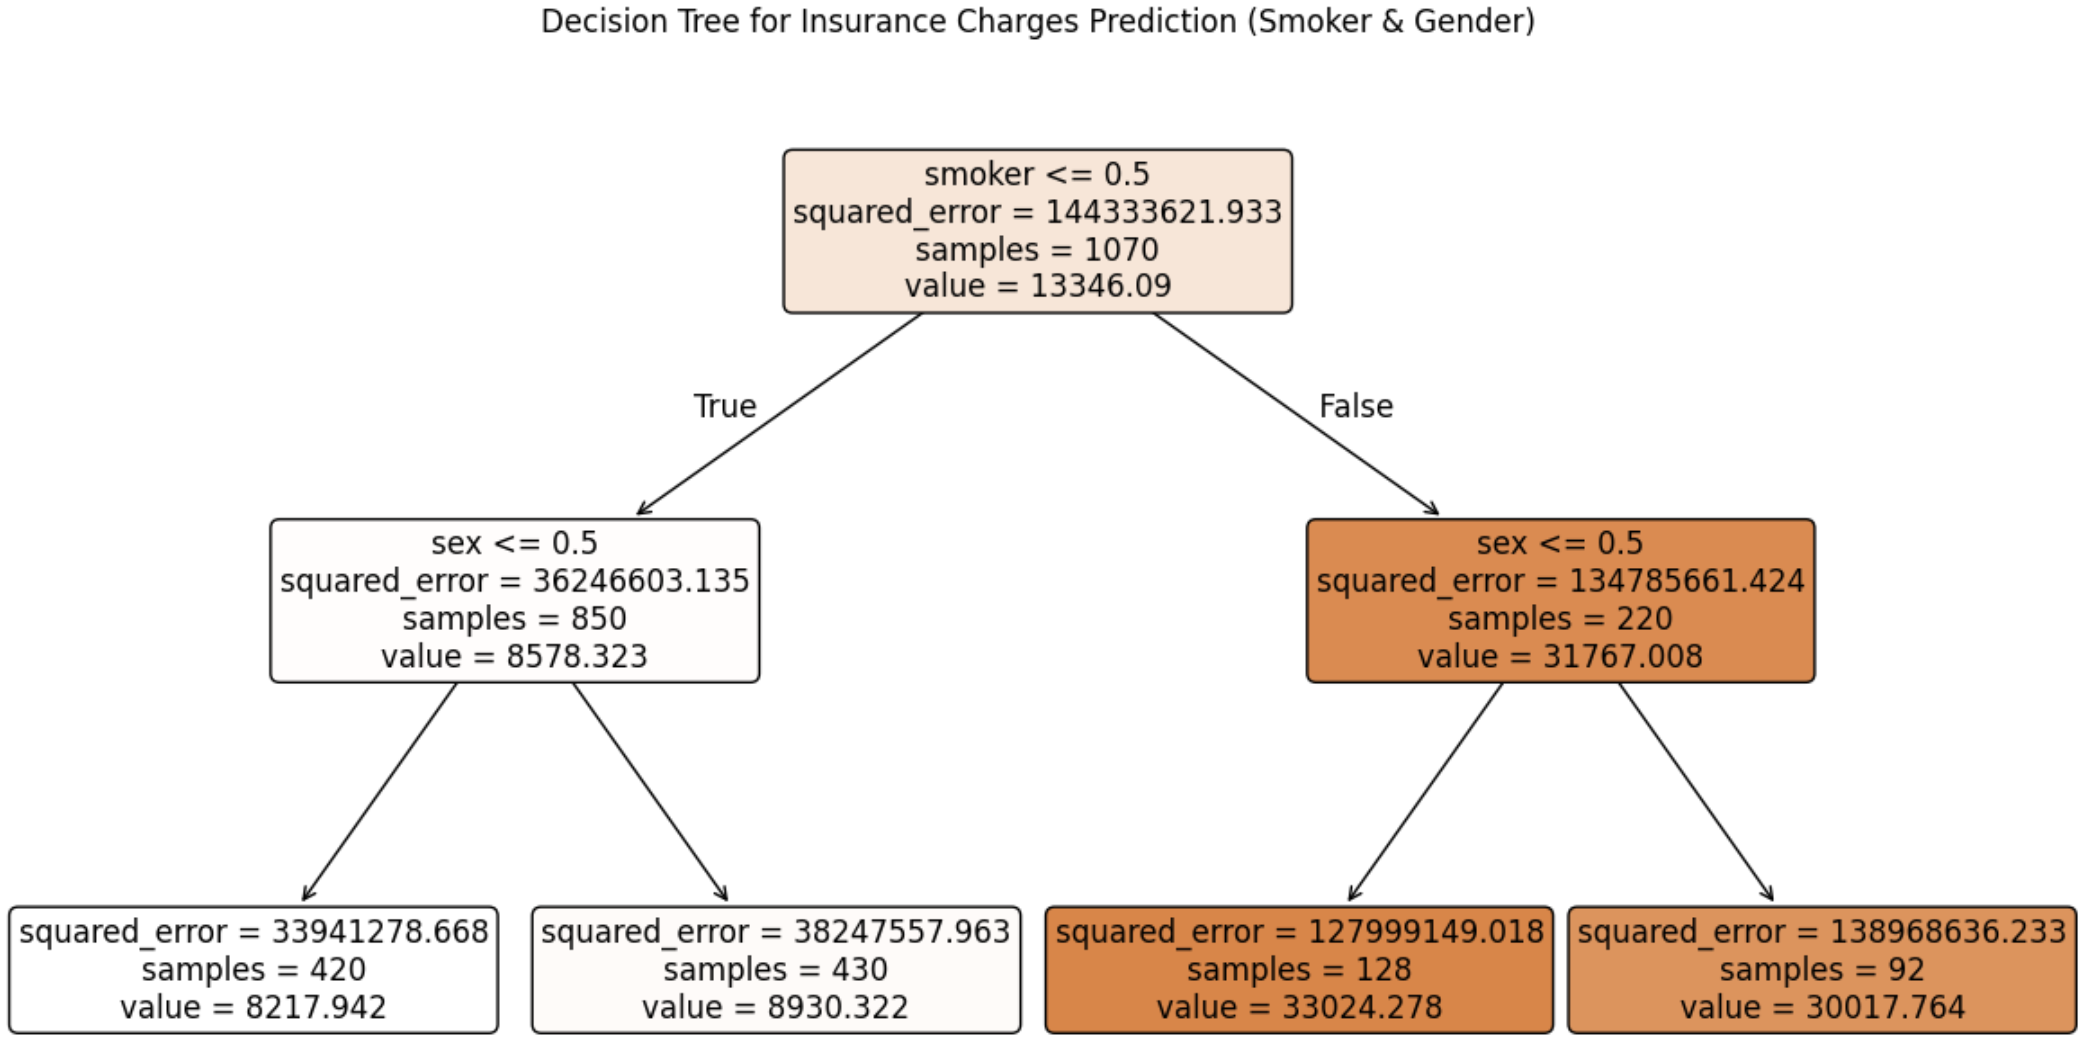 Decision Tree for Insurance Charges Prediction (Smoker & Gender)
smoker <= 0.5
squared_error = 144333621.933
samples = 1070
value = 13346.09
True
False
sex <= 0.5
squared_error = 36246603.135
samples = 850
value = 8578.323
sex <= 0.5
squared_error = 134785661.424
samples = 220
value = 31767.008
squared_error = 33941278.668
samples = 420
value = 8217.942
squared_error = 38247557.963
samples = 430
value = 8930.322
squared_error = 127999149.018
samples = 128
value = 33024.278
squared_error = 138968636.233
samples = 92
value = 30017.764